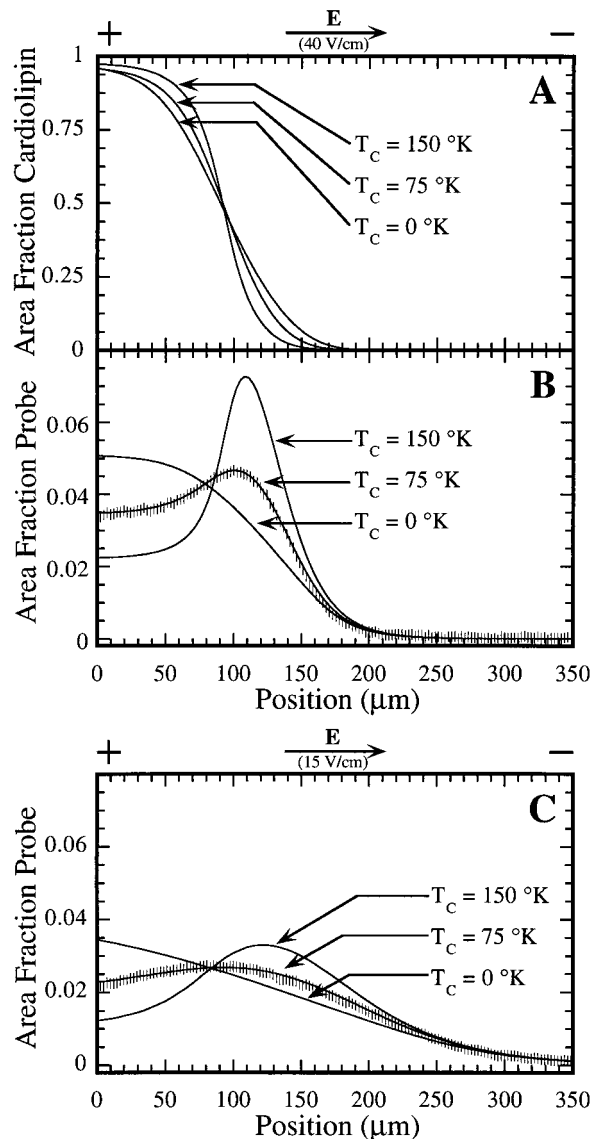 + E −
(40 V/cm)
A
Area Fraction Cardiolipin
1
0.75
0.5
0.25
0
T_C = 150 °K
T_C = 75 °K
T_C = 0 °K
B
Area Fraction Probe
0.06
0.04
0.02
0
T_C = 150 °K
T_C = 75 °K
T_C = 0 °K
0 50 100 150 200 250 300 350
Position (μm)
+ E −
(15 V/cm)
C
Area Fraction Probe
0.06
0.04
0.02
0
T_C = 150 °K
T_C = 75 °K
T_C = 0 °K
0 50 100 150 200 250 300 350
Position (μm)